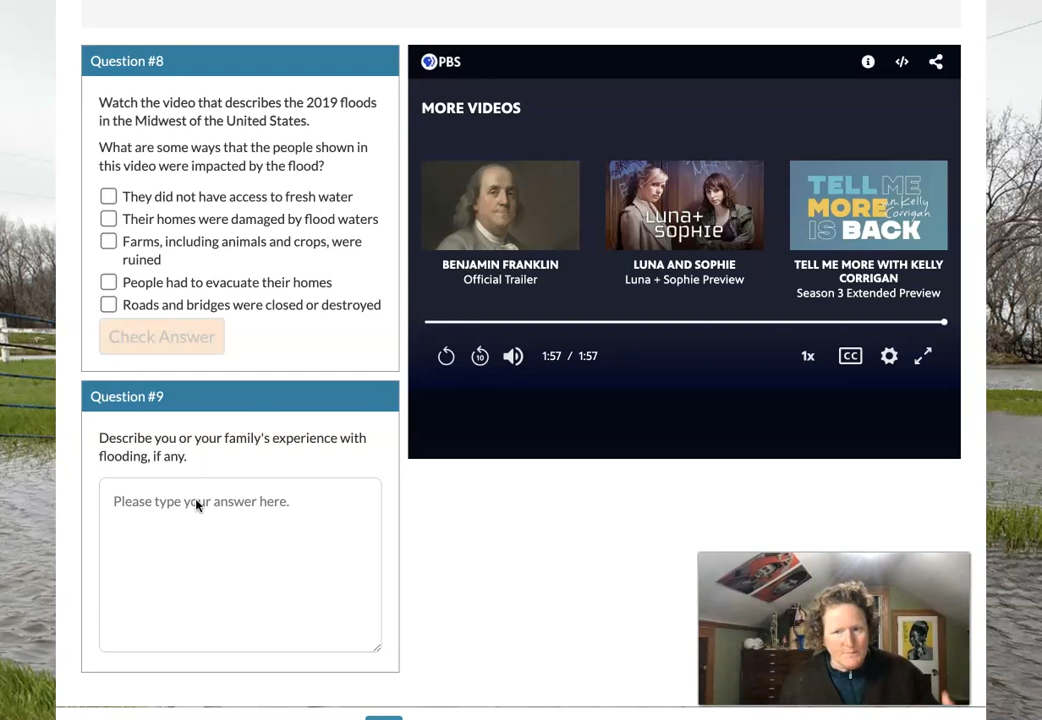 Question #8
Watch the video that describes the 2019 floods
in the Midwest of the United States.
What are some ways that the people shown in
this video were impacted by the flood?
They did not have access to fresh water
Their homes were damaged by flood waters
Farms, including animals and crops, were
ruined
People had to evacuate their homes
Roads and bridges were closed or destroyed
Check Answer
Question #9
Describe you or your family's experience with
flooding, if any.
Please type your answer here.
PBS
MORE VIDEOS
LUNA+
SOPHIE
TELL ME
MORE
IS BACK
BENJAMIN FRANKLIN
Official Trailer
LUNA AND SOPHIE
Luna + Sophie Preview
TELL ME MORE WITH KELLY
CORRIGAN
Season 3 Extended Preview
10
1:57 / 1:57
1x
CC